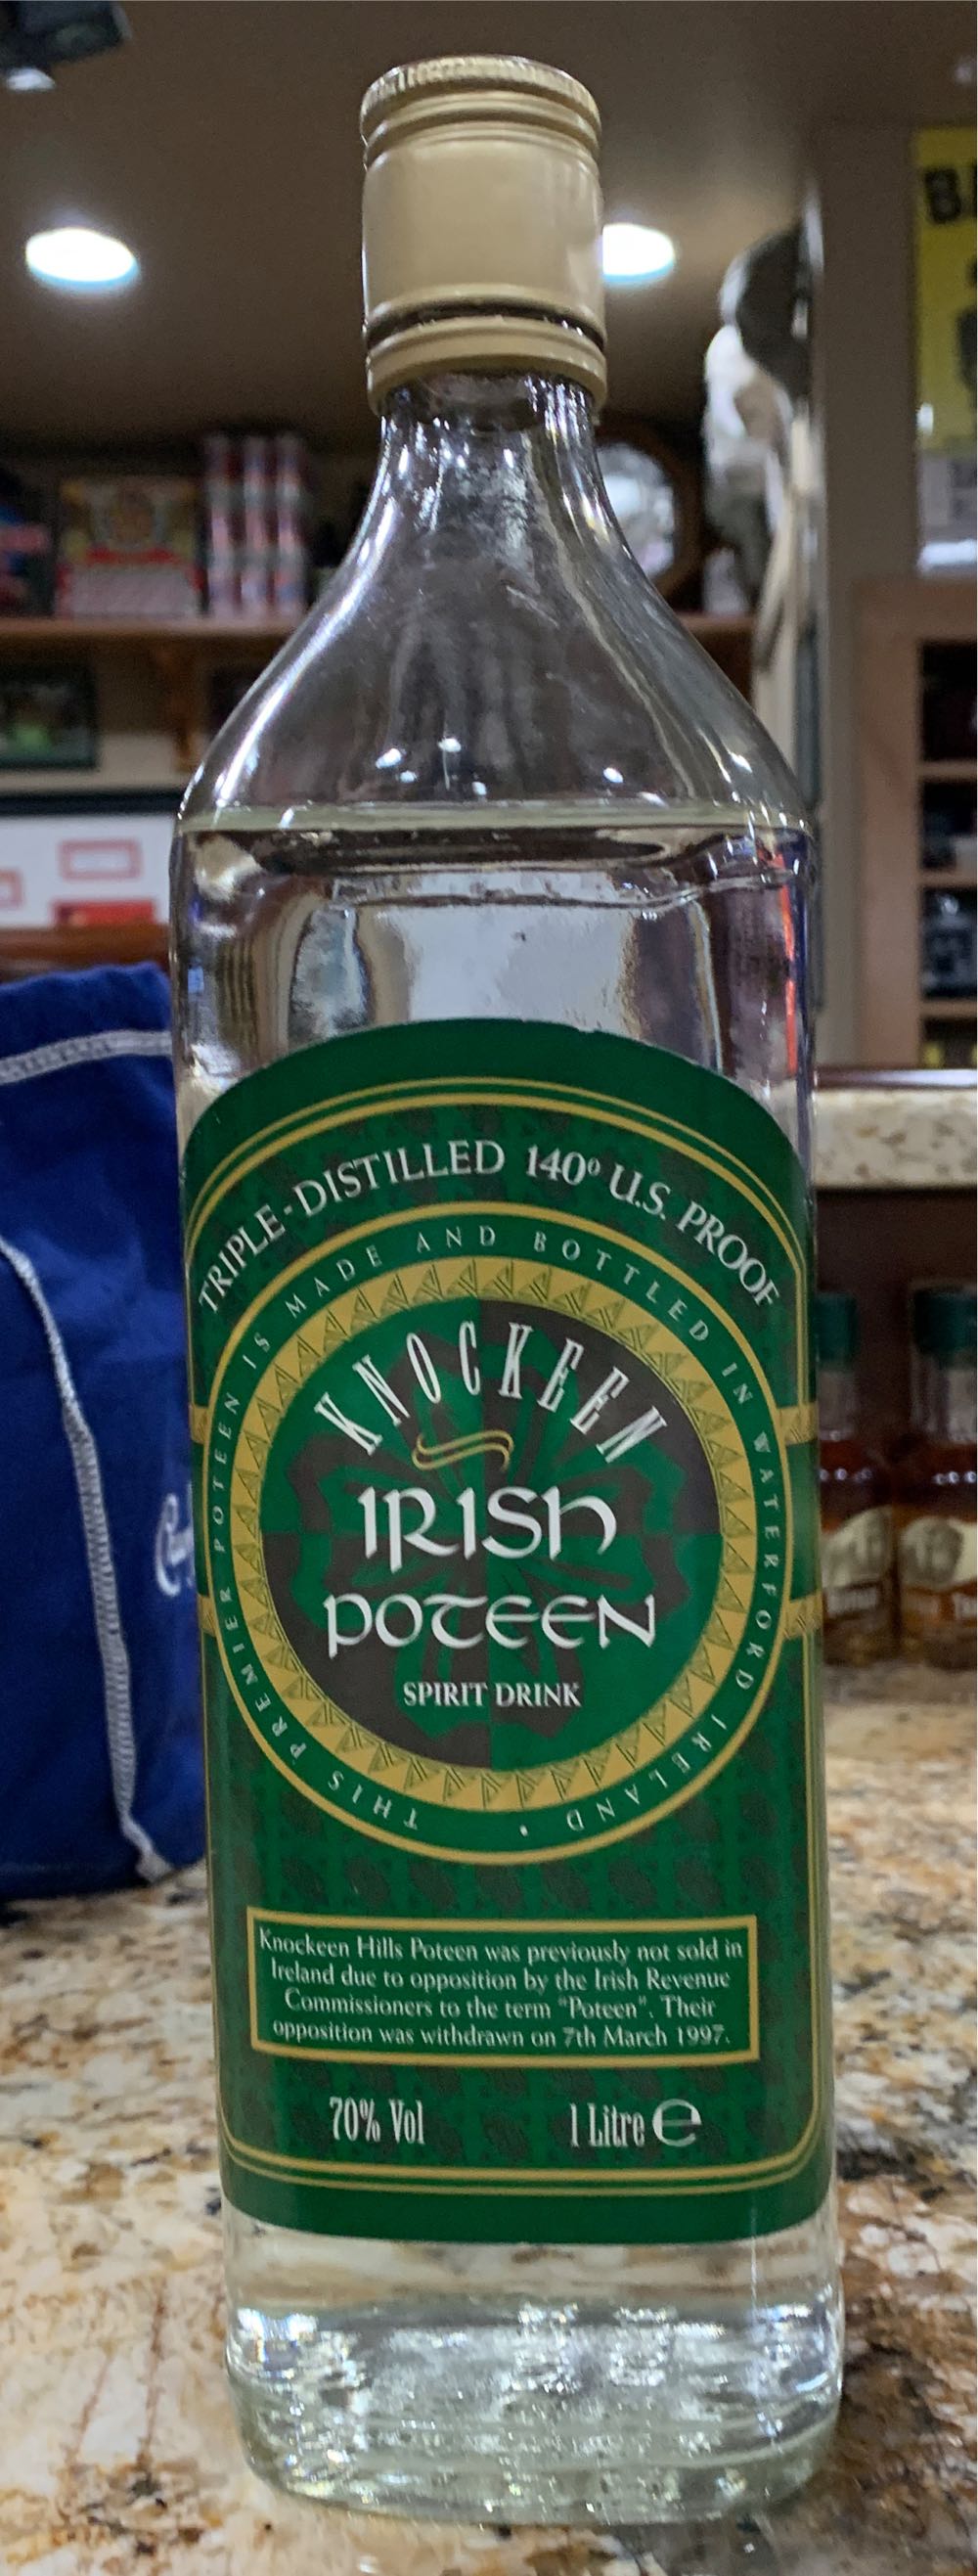 TRIPLE-DISTILLED 140º U.S. PROOF
THIS PREMIER POTEEN IS MADE AND BOTTLED IN WATERFORD IRELAND •
KNOCKEEN
IRISH
POTEEN
SPIRIT DRINK
Knockeen Hills Poteen was previously not sold in
Ireland due to opposition by the Irish Revenue
Commissioners to the term "Poteen". Their
opposition was withdrawn on 7th March 1997.
70% Vol 1 Litre ℮